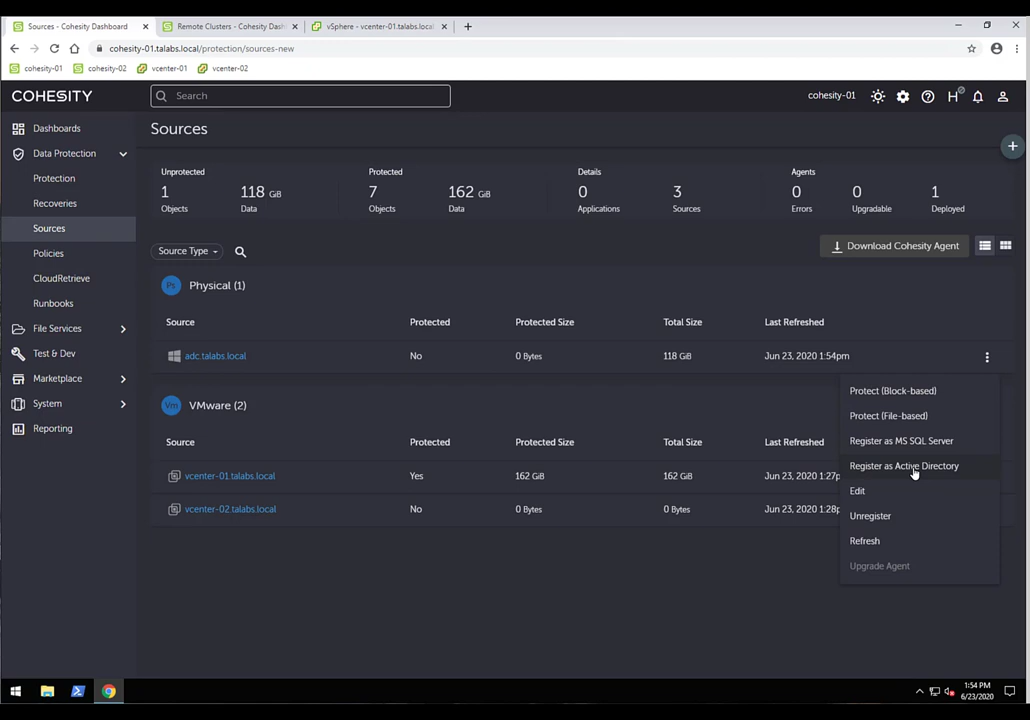 Sources - Cohesity Dashboard
Remote Clusters - Cohesity Dash
vSphere - vcenter-01.talabs.local
cohesity-01.talabs.local/protection/sources-new
cohesity-01
cohesity-02
vcenter-01
vcenter-02
COHESITY
Search
cohesity-01
H
Dashboards
Data Protection
Protection
Recoveries
Sources
Policies
CloudRetrieve
Runbooks
File Services
Test & Dev
Marketplace
System
Reporting
Sources
Unprotected
Protected
Details
Agents
1
118 GiB
7
162 GiB
0
3
0
0
1
Objects
Data
Objects
Data
Applications
Sources
Errors
Upgradable
Deployed
Source Type
Download Cohesity Agent
Ps Physical (1)
Source Protected Protected Size Total Size Last Refreshed
adc.talabs.local No 0 Bytes 118 GiB Jun 23, 2020 1:54pm
Vm VMware (2)
Source Protected Protected Size Total Size Last Refreshed
vcenter-01.talabs.local Yes 162 GiB 162 GiB Jun 23, 2020 1:27p
vcenter-02.talabs.local No 0 Bytes 0 Bytes Jun 23, 2020 1:28p
Protect (Block-based)
Protect (File-based)
Register as MS SQL Server
Register as Active Directory
Edit
Unregister
Refresh
Upgrade Agent
1:54 PM
6/23/2020